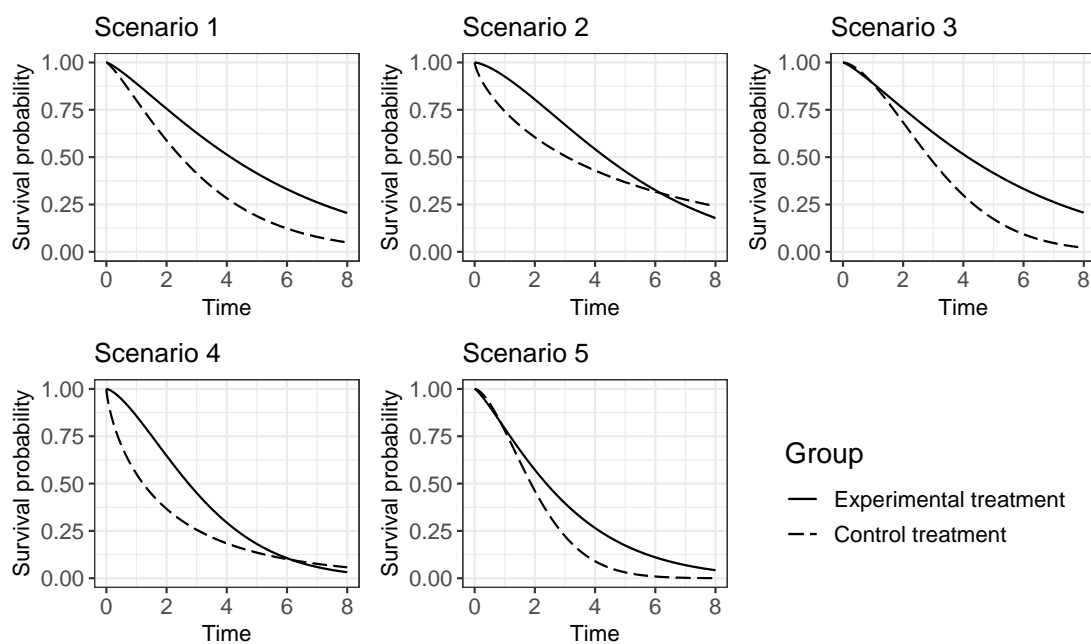 Scenario 1
Scenario 2
Scenario 3
Survival probability
1.00
0.75
0.50
0.25
0.00
0 2 4 6 8
Time
Survival probability
1.00
0.75
0.50
0.25
0.00
0 2 4 6 8
Time
Survival probability
1.00
0.75
0.50
0.25
0.00
0 2 4 6 8
Time
Scenario 4
Scenario 5
Survival probability
1.00
0.75
0.50
0.25
0.00
0 2 4 6 8
Time
Survival probability
1.00
0.75
0.50
0.25
0.00
0 2 4 6 8
Time
Group
Experimental treatment
Control treatment